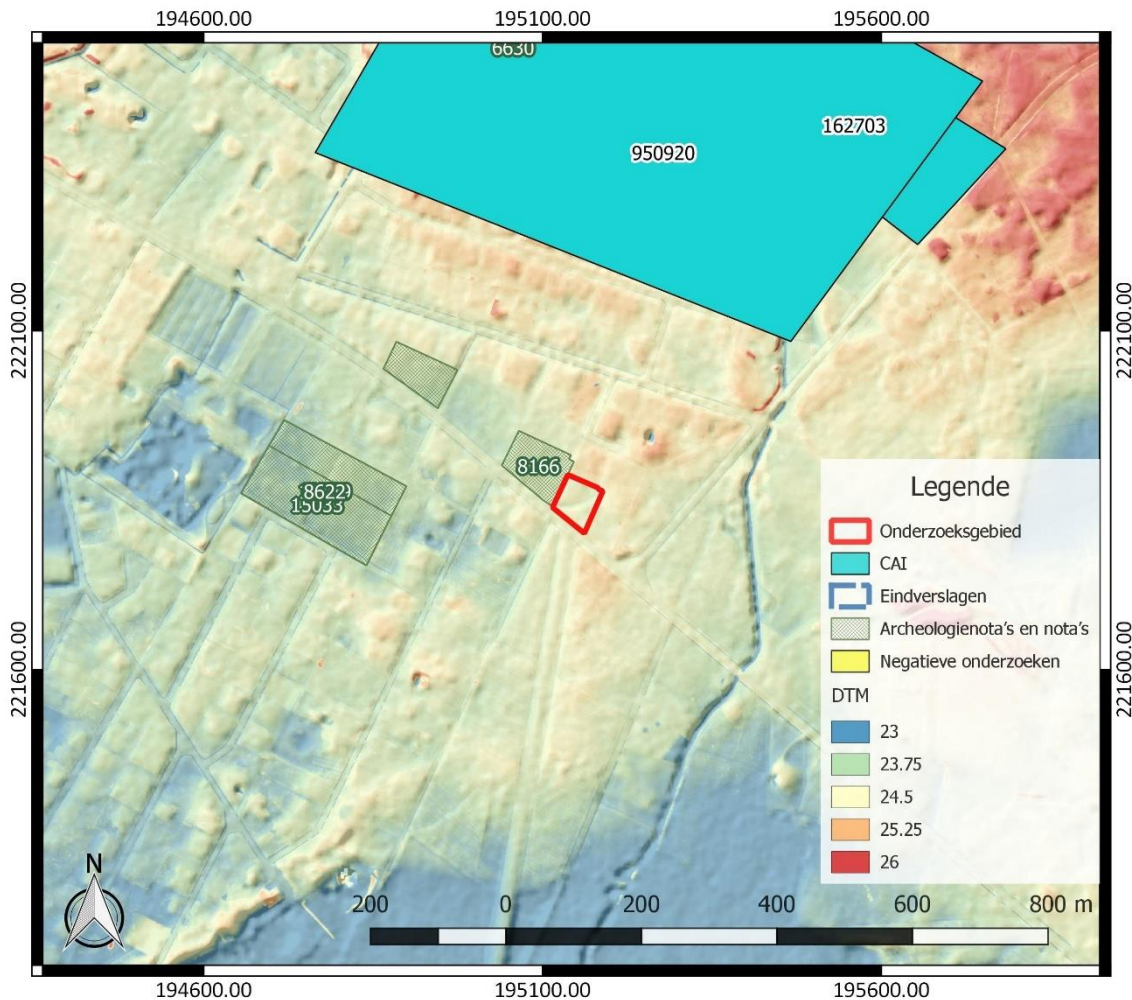 194600.00 195100.00 195600.00
6630
162703
950920
222100.00 222100.00
8166
8622
15033
Legende
Onderzoeksgebied
CAI
Eindverslagen
Archeologienota's en nota's
Negatieve onderzoeken
DTM
23
23.75
24.5
25.25
26
221600.00 221600.00
N
200 0 200 400 600 800 m
194600.00 195100.00 195600.00